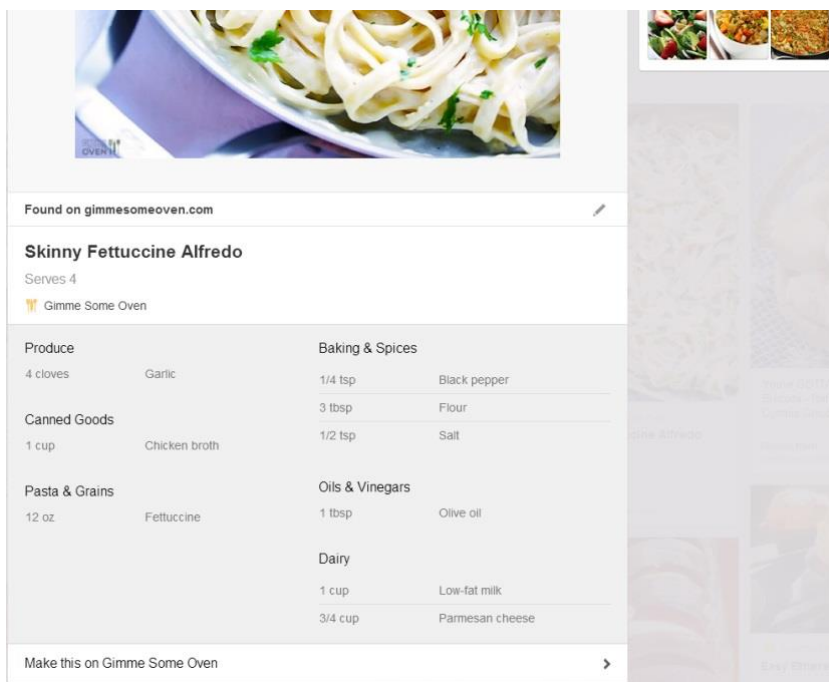 OVEN
Found on gimmesomeoven.com
Skinny Fettuccine Alfredo
Serves 4
Gimme Some Oven
Produce
4 cloves Garlic
Canned Goods
1 cup Chicken broth
Pasta & Grains
12 oz Fettuccine
Baking & Spices
1/4 tsp Black pepper
3 tbsp Flour
1/2 tsp Salt
Oils & Vinegars
1 tbsp Olive oil
Dairy
1 cup Low-fat milk
3/4 cup Parmesan cheese
Make this on Gimme Some Oven